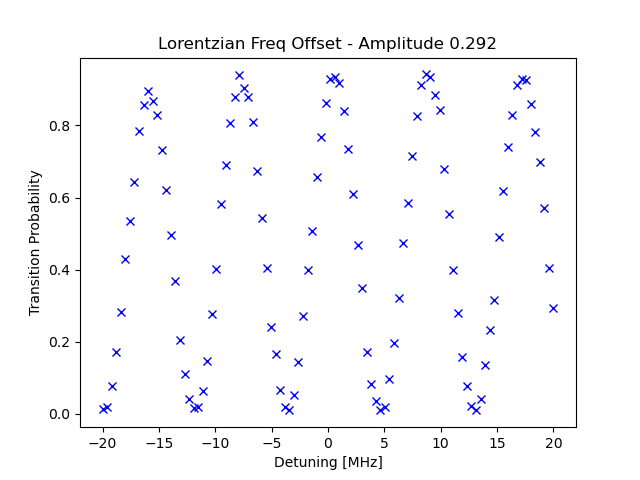 Lorentzian Freq Offset - Amplitude 0.292
Transition Probability
0.8
0.6
0.4
0.2
0.0
−20 −15 −10 −5 0 5 10 15 20
Detuning [MHz]